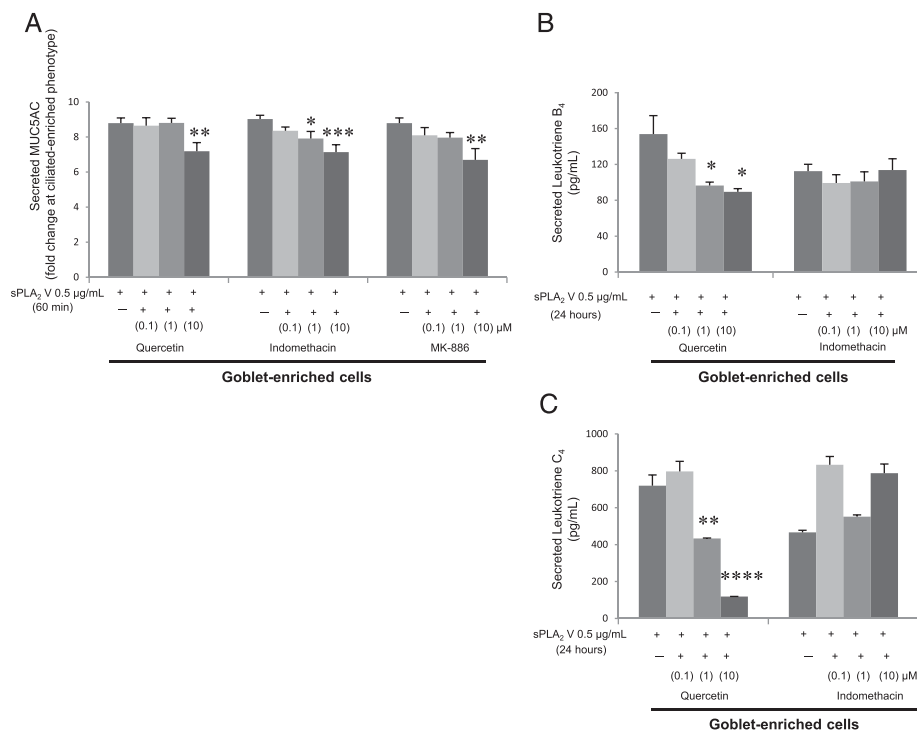 A
Secreted MUC5AC
(fold change at ciliated-enriched phenotype)
10
8
6
4
2
0
** * *** **
sPLA₂ V 0.5 µg/mL + + + + + + + + + + + +
(60 min) — + + + — + + + — + + +
(0.1) (1) (10) (0.1) (1) (10) (0.1) (1) (10) µM
Quercetin Indomethacin MK-886
Goblet-enriched cells
B
Secreted Leukotriene B₄
(pg/mL)
200
160
120
80
40
0
* *
sPLA₂ V 0.5 µg/mL + + + + + + + +
(24 hours) — + + + — + + +
(0.1) (1) (10) (0.1) (1) (10) µM
Quercetin Indomethacin
Goblet-enriched cells
C
Secreted Leukotriene C₄
(pg/mL)
1000
800
600
400
200
0
** ****
sPLA₂ V 0.5 µg/mL + + + + + + + +
(24 hours) — + + + — + + +
(0.1) (1) (10) (0.1) (1) (10) µM
Quercetin Indomethacin
Goblet-enriched cells